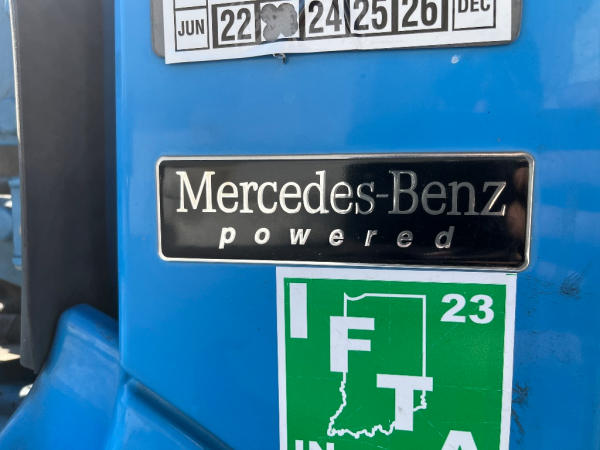 JUN 22 24 25 26 DEC
Mercedes-Benz
powered
I 23
F
T
IN A